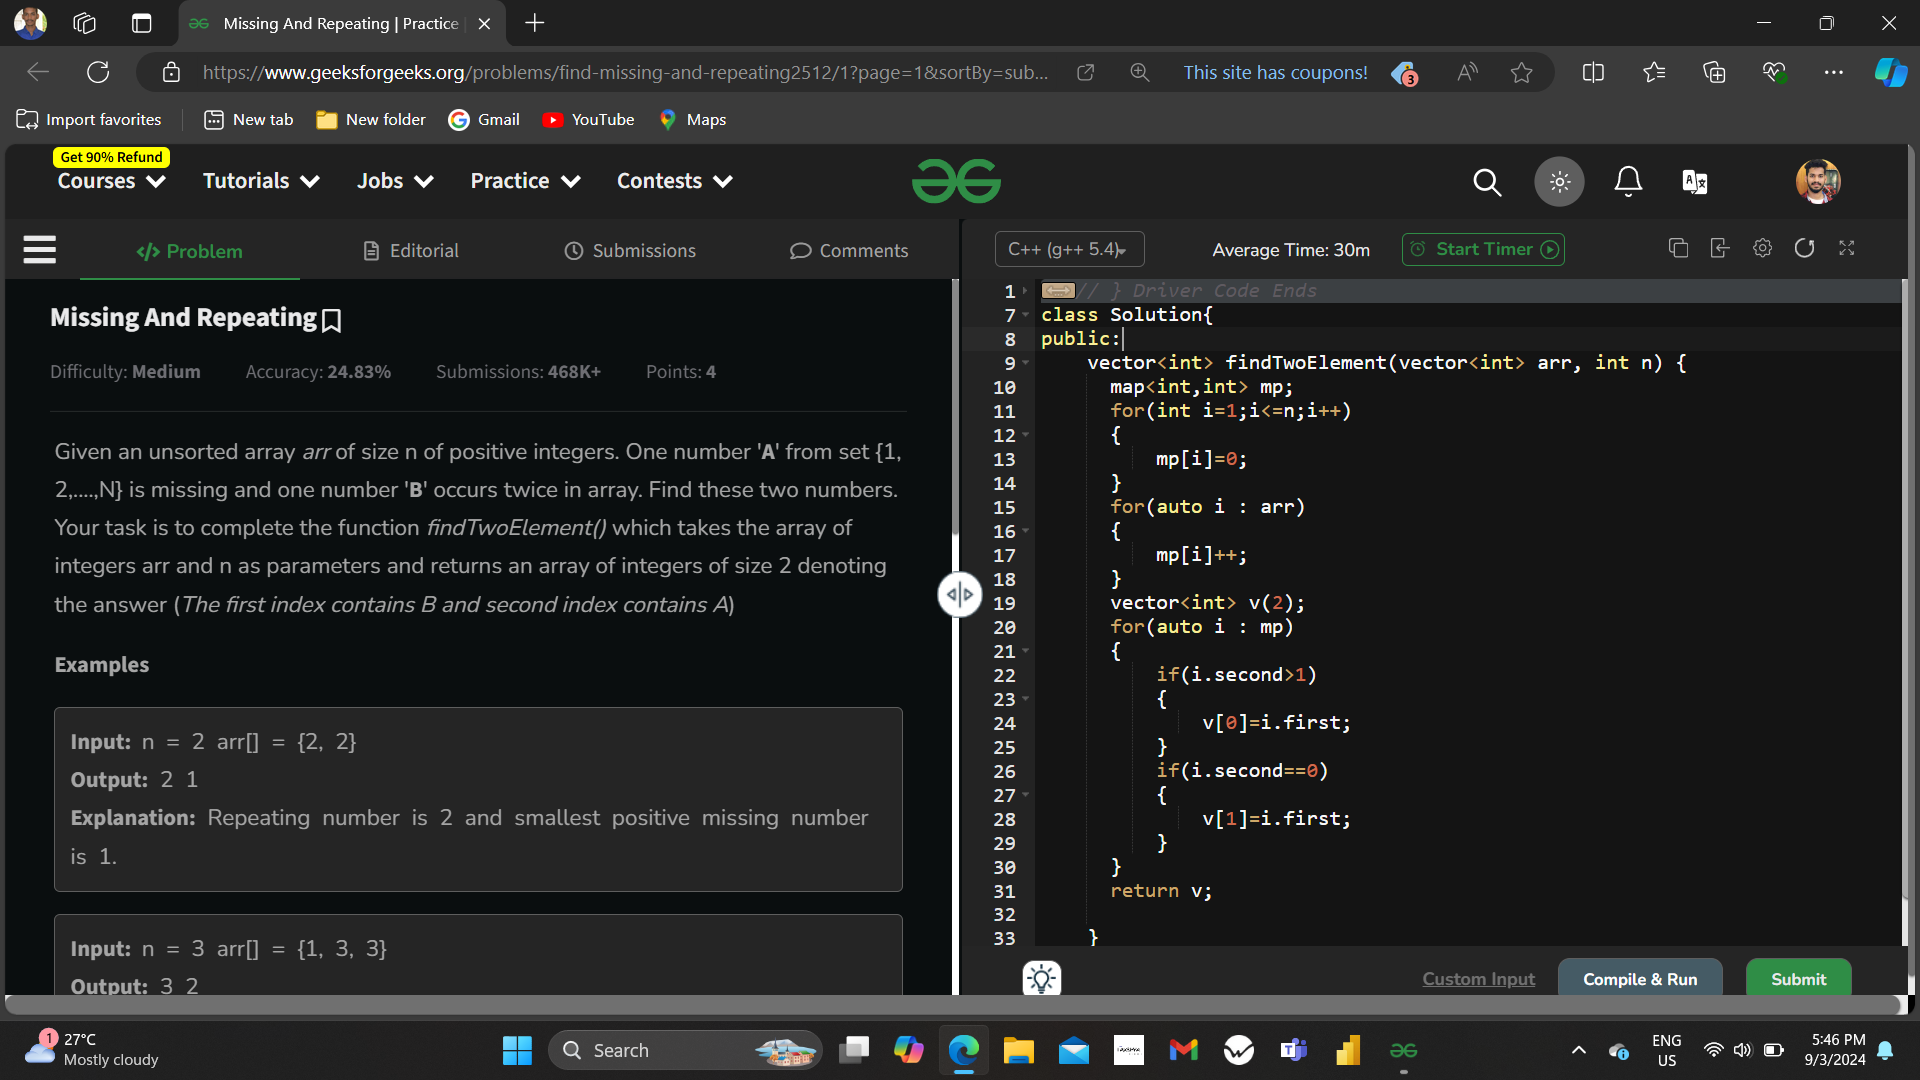 Missing And Repeating | Practice
https://www.geeksforgeeks.org/problems/find-missing-and-repeating2512/1?page=1&sortBy=sub...
This site has coupons!
3
Import favorites
New tab
New folder
Gmail
YouTube
Maps
Get 90% Refund
Courses
Tutorials
Jobs
Practice
Contests
</> Problem
Editorial
Submissions
Comments
C++ (g++ 5.4)
Average Time: 30m
Start Timer
Missing And Repeating
Difficulty: Medium
Accuracy: 24.83%
Submissions: 468K+
Points: 4
Given an unsorted array arr of size n of positive integers. One number 'A' from set {1,
2,....,N} is missing and one number 'B' occurs twice in array. Find these two numbers.
Your task is to complete the function findTwoElement() which takes the array of
integers arr and n as parameters and returns an array of integers of size 2 denoting
the answer (The first index contains B and second index contains A)
Examples
Input: n = 2 arr[] = {2, 2}
Output: 2 1
Explanation: Repeating number is 2 and smallest positive missing number
is 1.
Input: n = 3 arr[] = {1, 3, 3}
Output: 3 2
1 // } Driver Code Ends
7 class Solution{
8 public:
9 vector<int> findTwoElement(vector<int> arr, int n) {
10 map<int,int> mp;
11 for(int i=1;i<=n;i++)
12 {
13 mp[i]=0;
14 }
15 for(auto i : arr)
16 {
17 mp[i]++;
18 }
19 vector<int> v(2);
20 for(auto i : mp)
21 {
22 if(i.second>1)
23 {
24 v[0]=i.first;
25 }
26 if(i.second==0)
27 {
28 v[1]=i.first;
29 }
30 }
31 return v;
32
33 }
Custom Input
Compile & Run
Submit
1
27°C
Mostly cloudy
Search
ENG
US
5:46 PM
9/3/2024